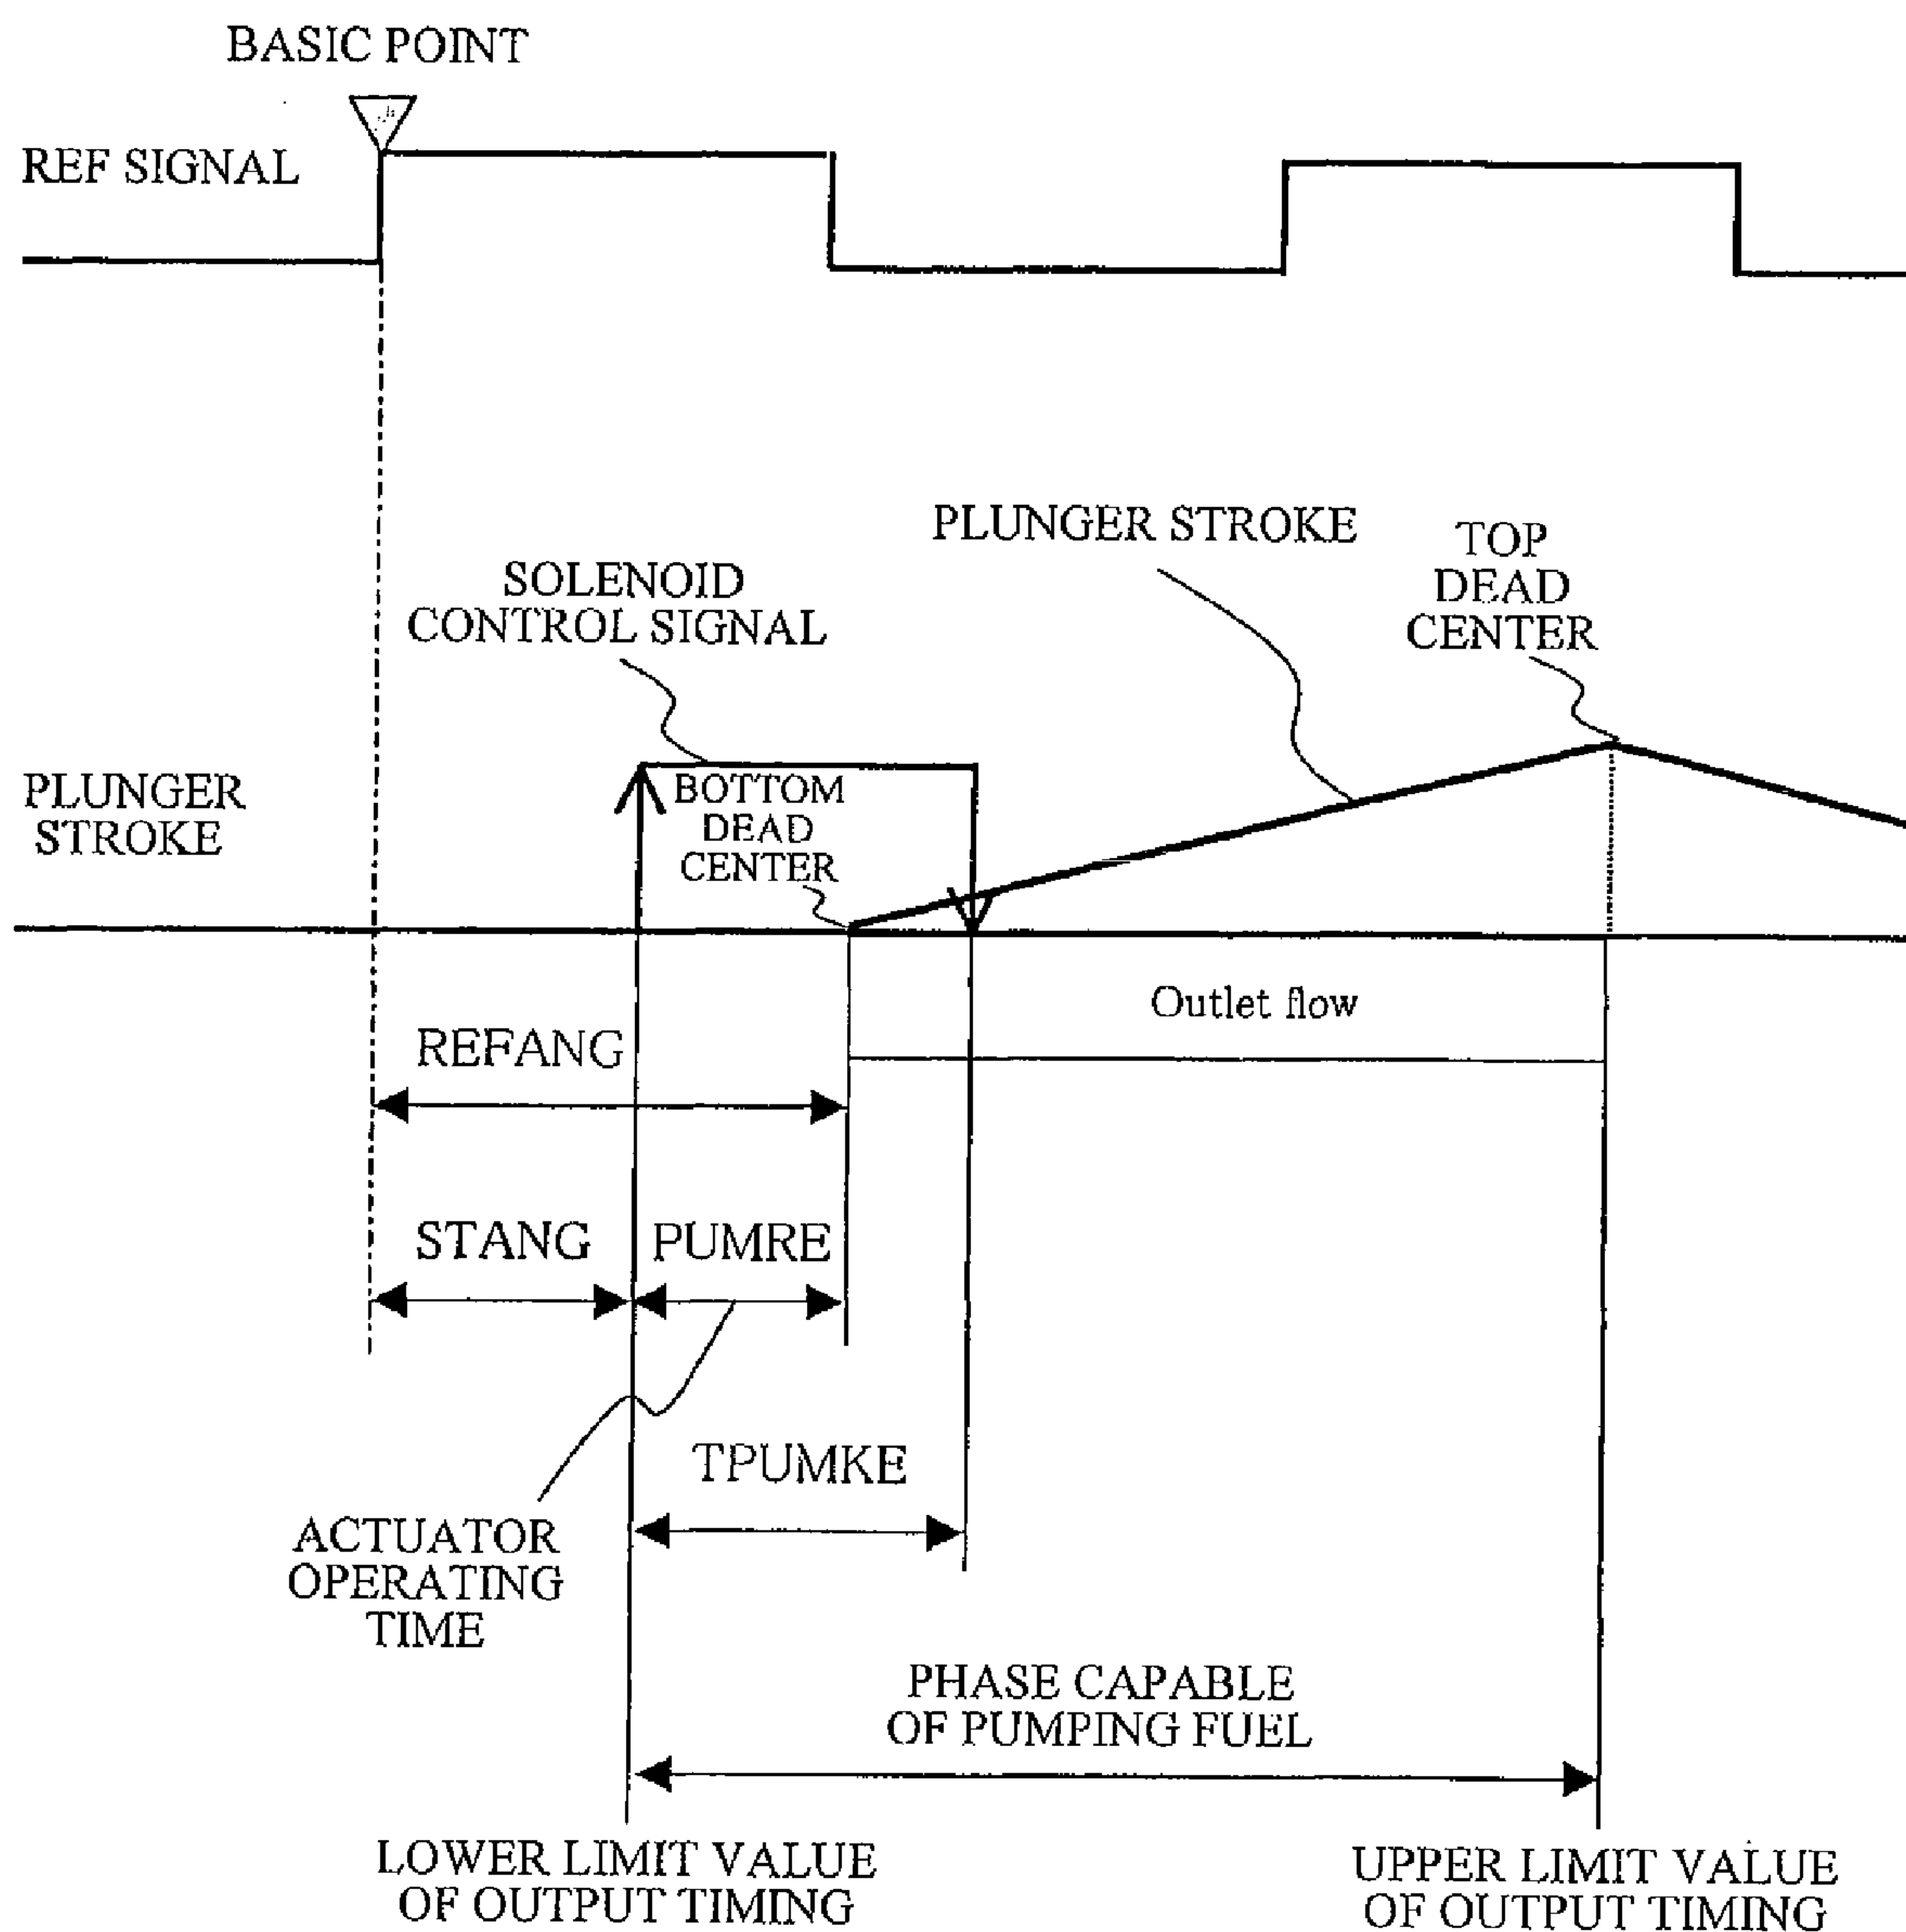 BASIC POINT
REF SIGNAL
PLUNGER STROKE
TOP
DEAD
CENTER
SOLENOID
CONTROL SIGNAL
PLUNGER
STROKE
BOTTOM
DEAD
CENTER
Outlet flow
REFANG
STANG
PUMRE
TPUMKE
ACTUATOR
OPERATING
TIME
PHASE CAPABLE
OF PUMPING FUEL
LOWER LIMIT VALUE
OF OUTPUT TIMING
UPPER LIMIT VALUE
OF OUTPUT TIMING